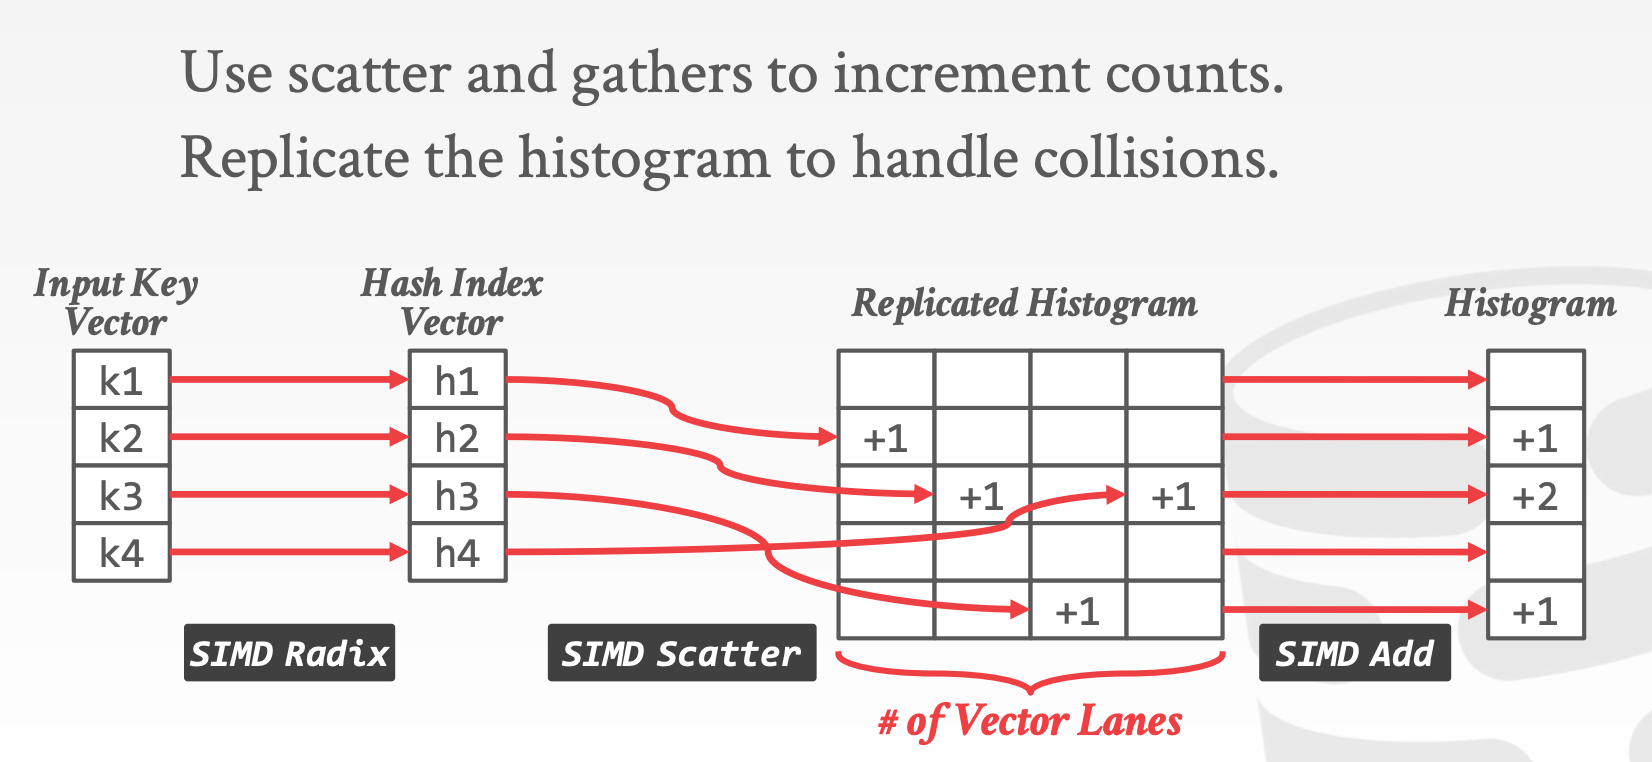 Use scatter and gathers to increment counts.
Replicate the histogram to handle collisions.
Input Key
Vector
Hash Index
Vector
Replicated Histogram
Histogram
k1
h1
k2
h2
+1
+1
k3
h3
+1
+1
+2
k4
h4
+1
+1
SIMD Radix
SIMD Scatter
SIMD Add
# of Vector Lanes